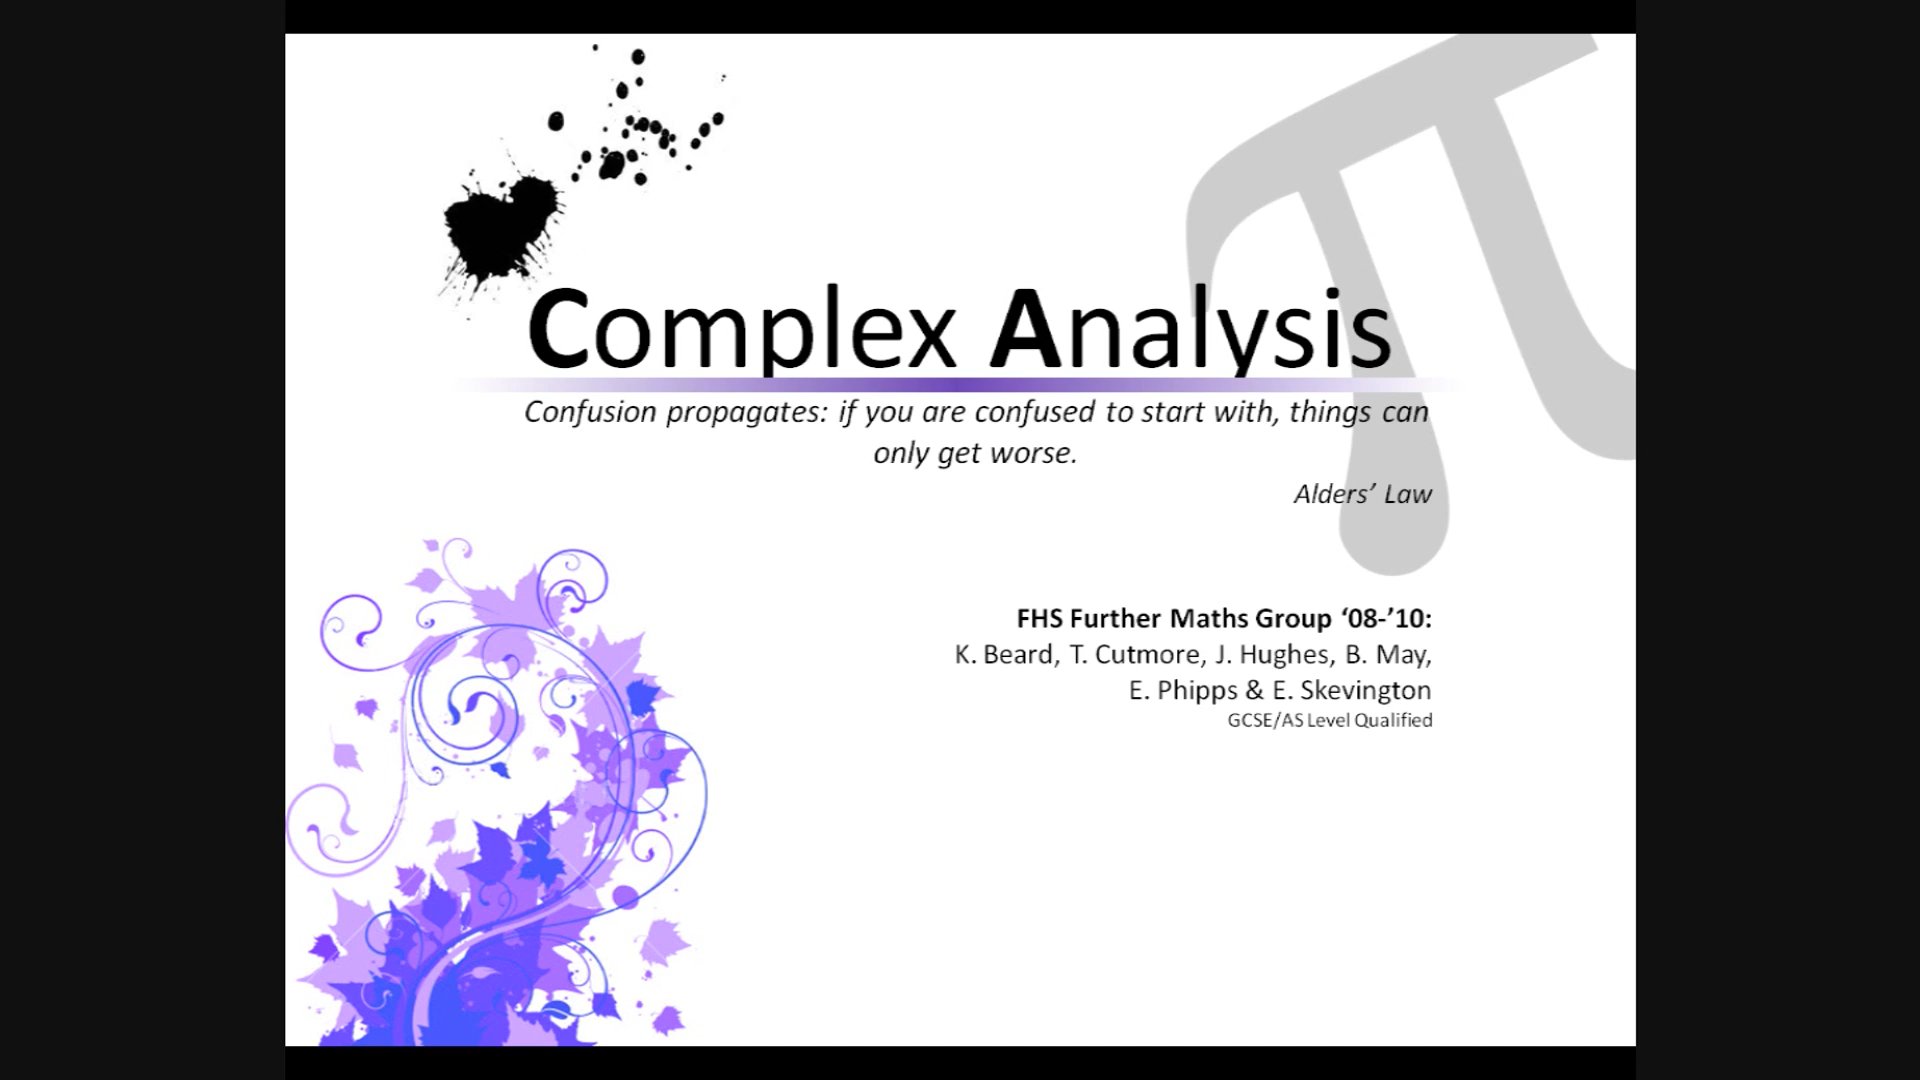 Complex Analysis
Confusion propagates: if you are confused to start with, things can
only get worse.
Alders’ Law
FHS Further Maths Group ‘08-’10:
K. Beard, T. Cutmore, J. Hughes, B. May,
E. Phipps & E. Skevington
GCSE/AS Level Qualified